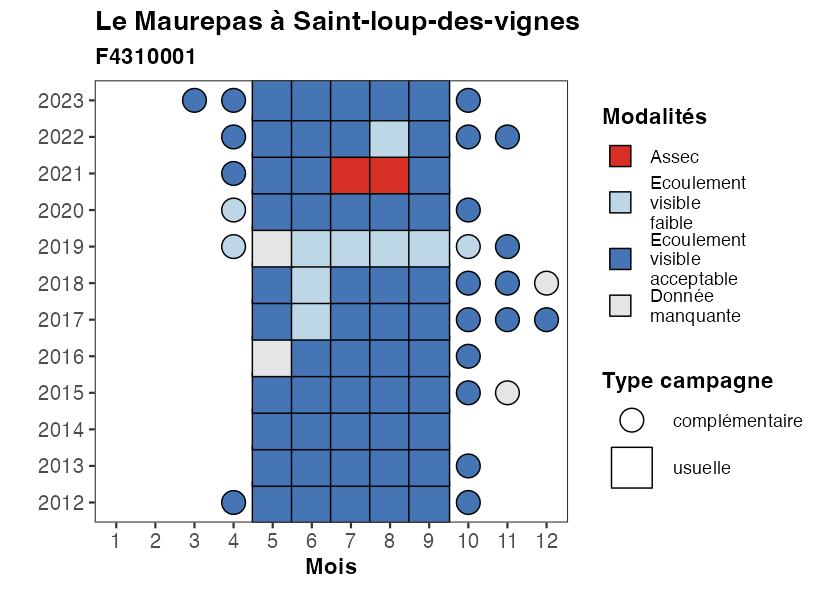 Le Maurepas à Saint-loup-des-vignes
F4310001
2023
2022
2021
2020
2019
2018
2017
2016
2015
2014
2013
2012
1 2 3 4 5 6 7 8 9 10 11 12
Mois
Modalités
Assec
Ecoulement
visible
faible
Ecoulement
visible
acceptable
Donnée
manquante
Type campagne
complémentaire
usuelle